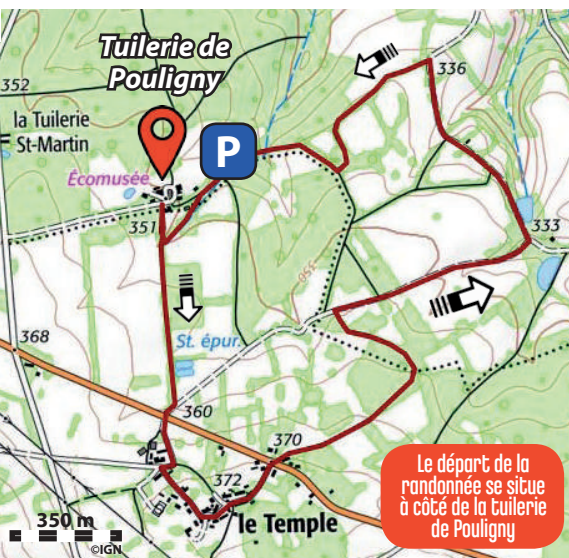 Tuilerie de
Pouligny
352
336
la Tuilerie
St-Martin
P
Écomusée
351
333
350
St. épur.
368
360
370
372
le Temple
Le départ de la
randonnée se situe
à côté de la tuilerie
de Pouligny
350 m
©IGN